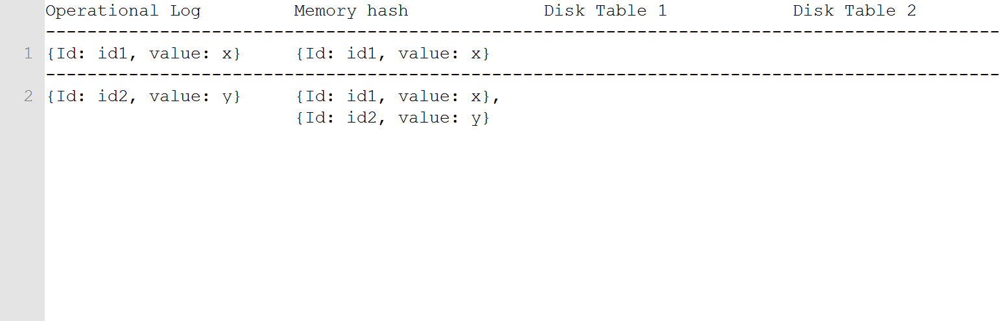 Operational Log Memory hash Disk Table 1 Disk Table 2
--------------------------------------------------------------------------------------------
1 {Id: id1, value: x} {Id: id1, value: x}
--------------------------------------------------------------------------------------------
2 {Id: id2, value: y} {Id: id1, value: x},
{Id: id2, value: y}